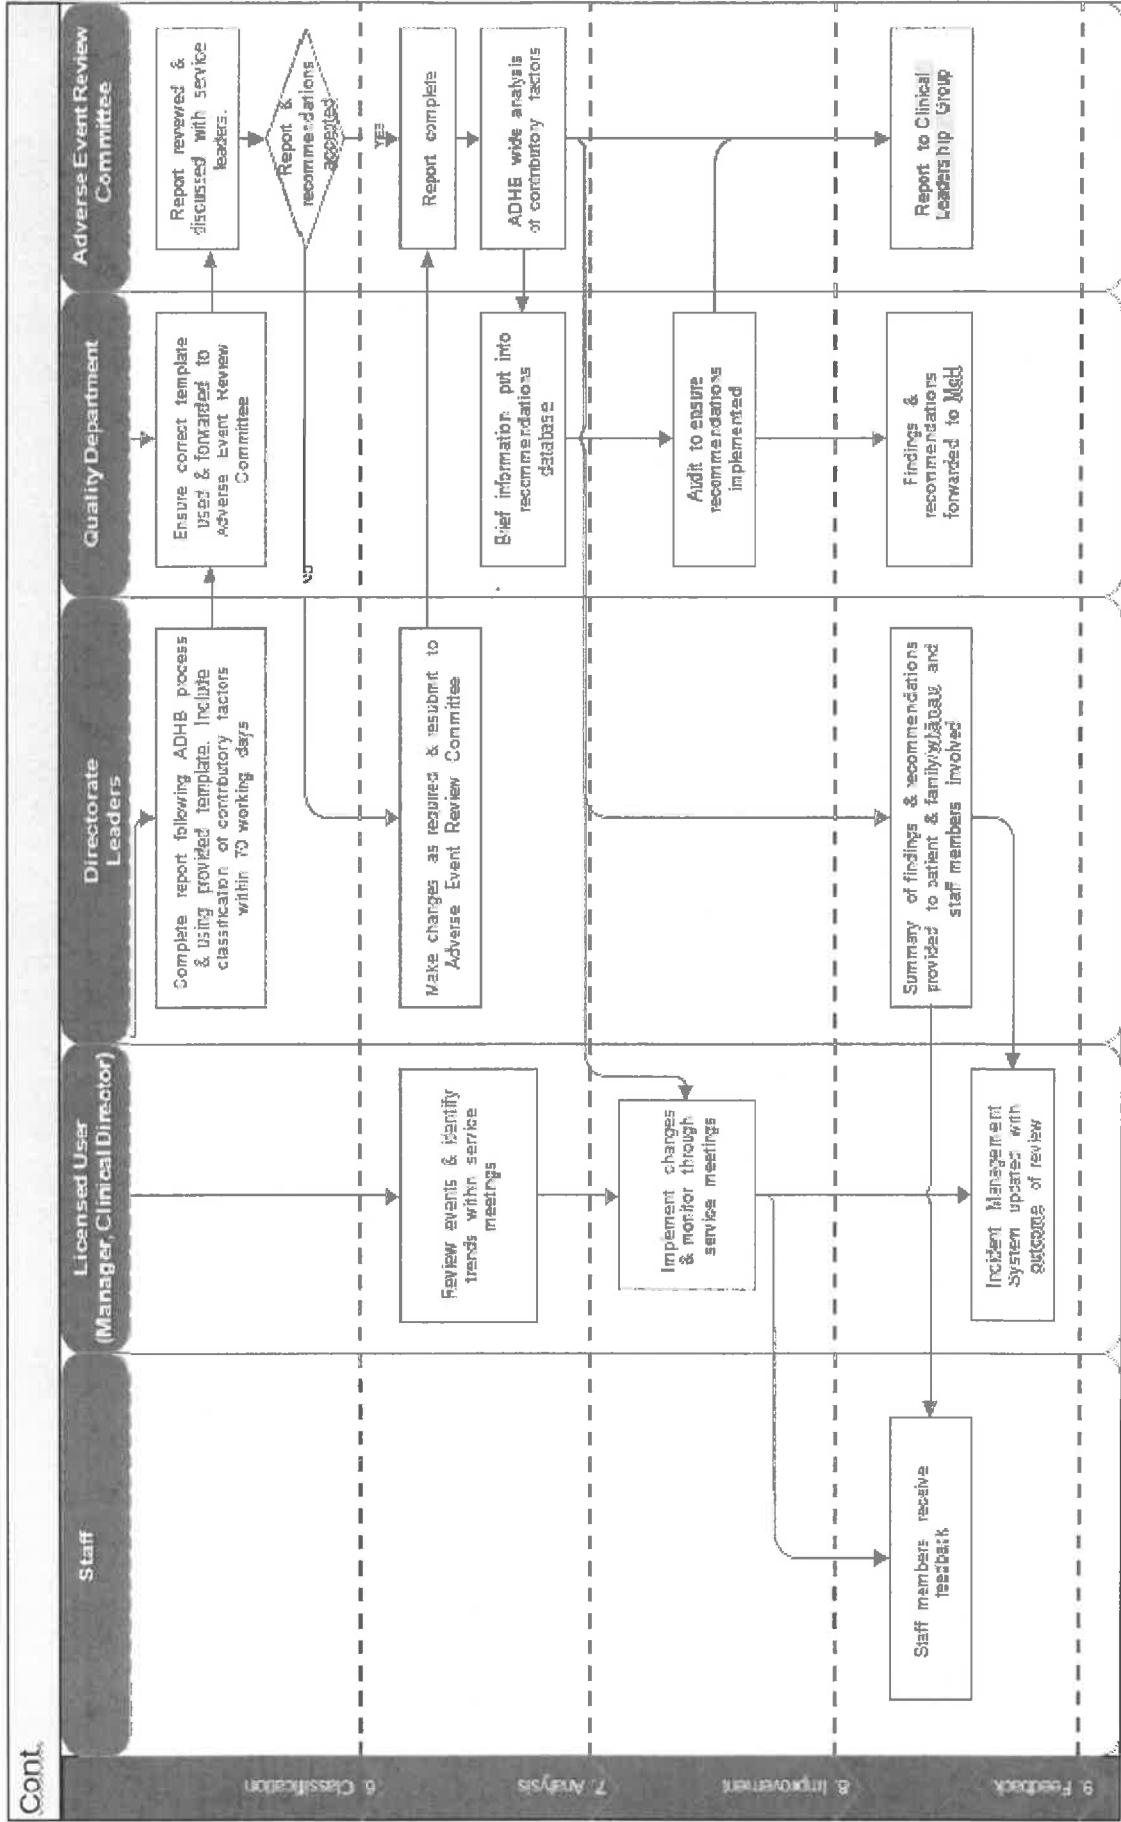 Cont.
Staff
Licensed User
(Manager, Clinical Director)
Directorate
Leaders
Quality Department
Adverse Event Review
Committee
6. Classification
Complete report following ADHB process
& using provided template. Include
classification of contributory factors
within 70 working days
Ensure correct template
used & forwarded to
Adverse Event Review
Committee
Report reviewed &
discussed with service
leaders.
Report &
recommendations
accepted
YES
7. Analysis
Review events & identify
trends within service
meetings
Make changes as required & resubmit to
Adverse Event Review Committee
Report complete
Brief information put into
recommendations
database
ADHB wide analysis
of contributory factors
8. Improvement
Impement changes
& monitor through
service meetings
Audit to ensure
recommendations
implemented
9. Feedback
Staff members receive
feedback
Incident Management
System updated with
outcome of review
Summary of findings & recommendations
provided to patient & family/whanau and
staff members involved
Findings &
recommendations
forwarded to MoH
Report to Clinical
Leadership Group